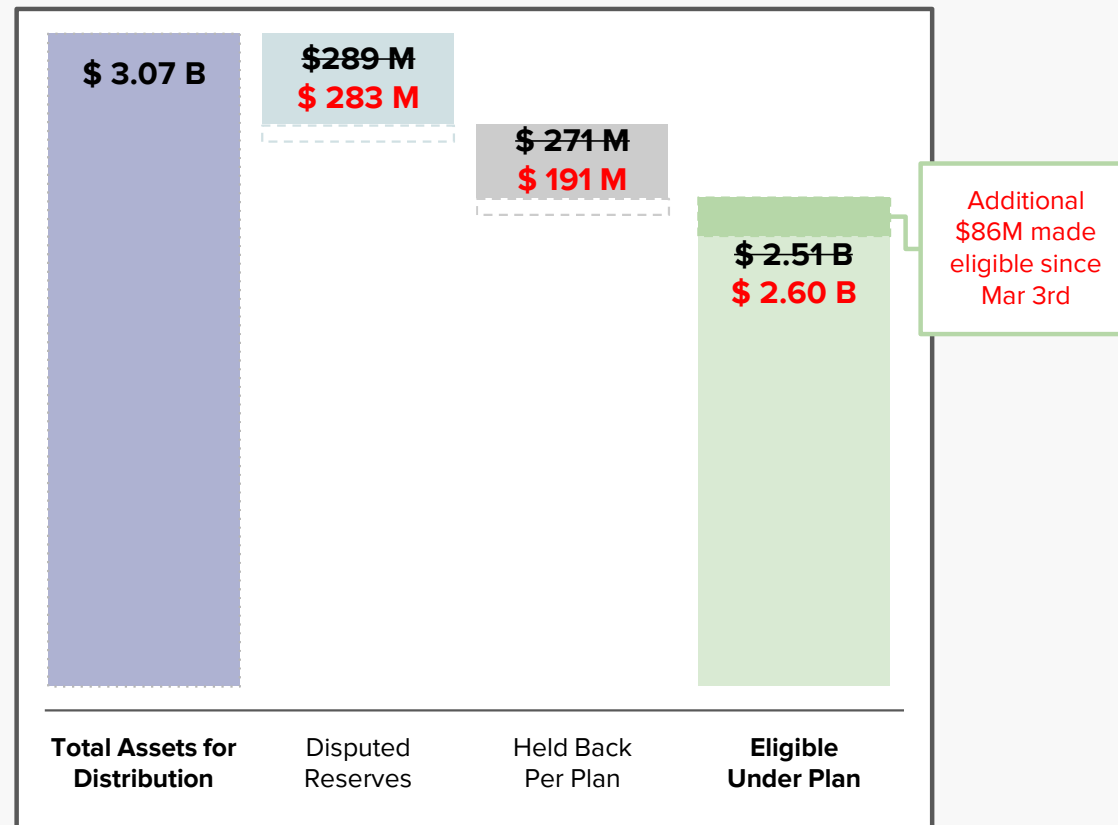 $ 3.07 B
$289 M
$ 283 M
$ 271 M
$ 191 M
$ 2.51 B
$ 2.60 B
Additional
$86M made
eligible since
Mar 3rd
Total Assets for
Distribution
Disputed
Reserves
Held Back
Per Plan
Eligible
Under Plan